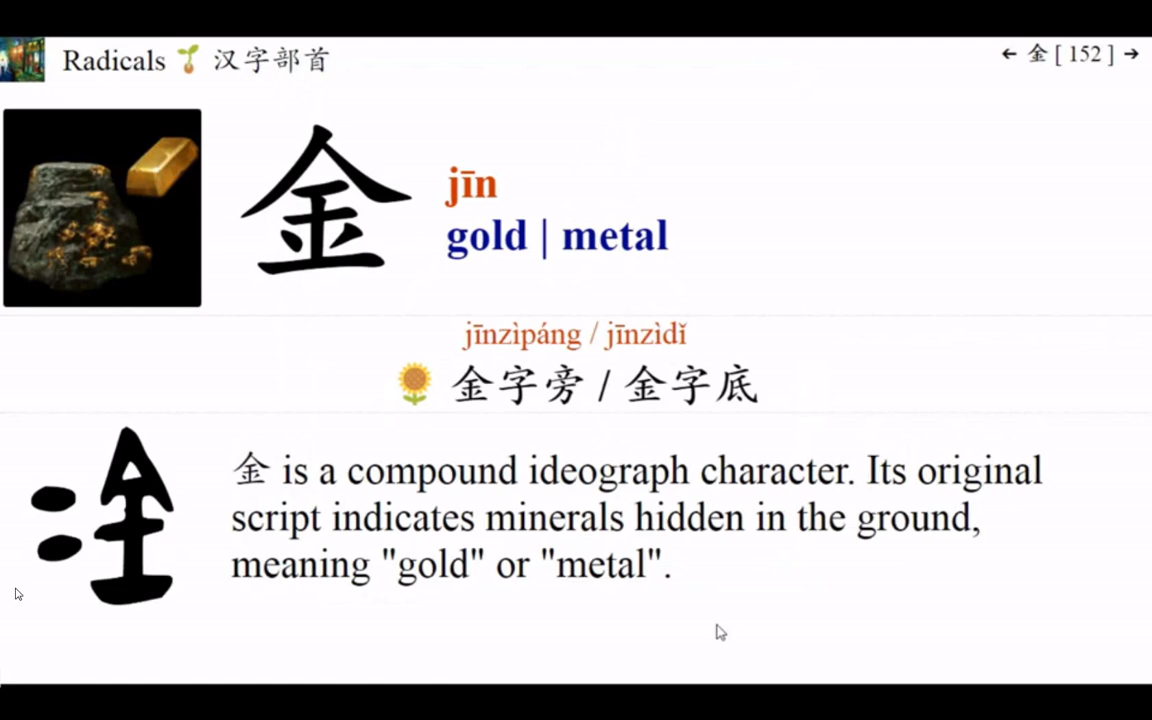 Radicals 🌱 汉字部首
← 金 [ 152 ] →
金
jīn
gold | metal
jīnzìpáng / jīnzìdǐ
🌻 金字旁 / 金字底
金 is a compound ideograph character. Its original
script indicates minerals hidden in the ground,
meaning "gold" or "metal".